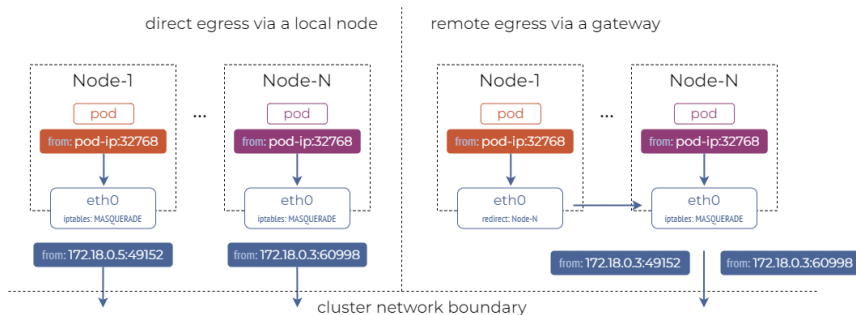 direct egress via a local node
remote egress via a gateway
Node-1
pod
from: pod-ip:32768
eth0
iptables: MASQUERADE
from: 172.18.0.5:49152
...
Node-N
pod
from: pod-ip:32768
eth0
iptables: MASQUERADE
from: 172.18.0.3:60998
Node-1
pod
from: pod-ip:32768
eth0
redirect: Node-N
...
Node-N
pod
from: pod-ip:32768
eth0
iptables: MASQUERADE
from: 172.18.0.3:49152
from: 172.18.0.3:60998
cluster network boundary